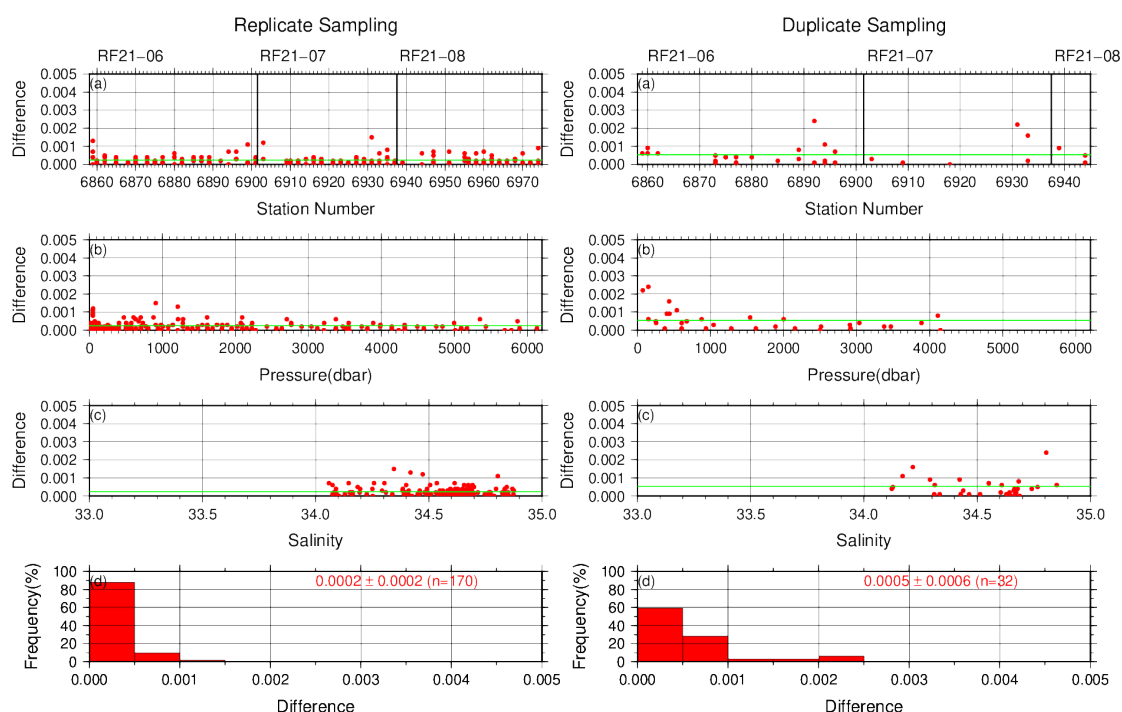 Replicate Sampling
RF21−06 RF21−07 RF21−08
(a)
Difference
0.005
0.004
0.003
0.002
0.001
0.000
6860 6870 6880 6890 6900 6910 6920 6930 6940 6950 6960 6970
Station Number
(b)
Difference
0.005
0.004
0.003
0.002
0.001
0.000
0 1000 2000 3000 4000 5000 6000
Pressure(dbar)
(c)
Difference
0.005
0.004
0.003
0.002
0.001
0.000
33.0 33.5 34.0 34.5 35.0
Salinity
(d)
0.0002 ± 0.0002 (n=170)
Frequency(%)
100
80
60
40
20
0
0.000 0.001 0.002 0.003 0.004 0.005
Difference
Duplicate Sampling
RF21−06 RF21−07 RF21−08
(a)
Difference
0.005
0.004
0.003
0.002
0.001
0.000
6860 6870 6880 6890 6900 6910 6920 6930 6940
Station Number
(b)
Difference
0.005
0.004
0.003
0.002
0.001
0.000
0 1000 2000 3000 4000 5000 6000
Pressure(dbar)
(c)
Difference
0.005
0.004
0.003
0.002
0.001
0.000
33.0 33.5 34.0 34.5 35.0
Salinity
(d)
0.0005 ± 0.0006 (n=32)
Frequency(%)
100
80
60
40
20
0
0.000 0.001 0.002 0.003 0.004 0.005
Difference